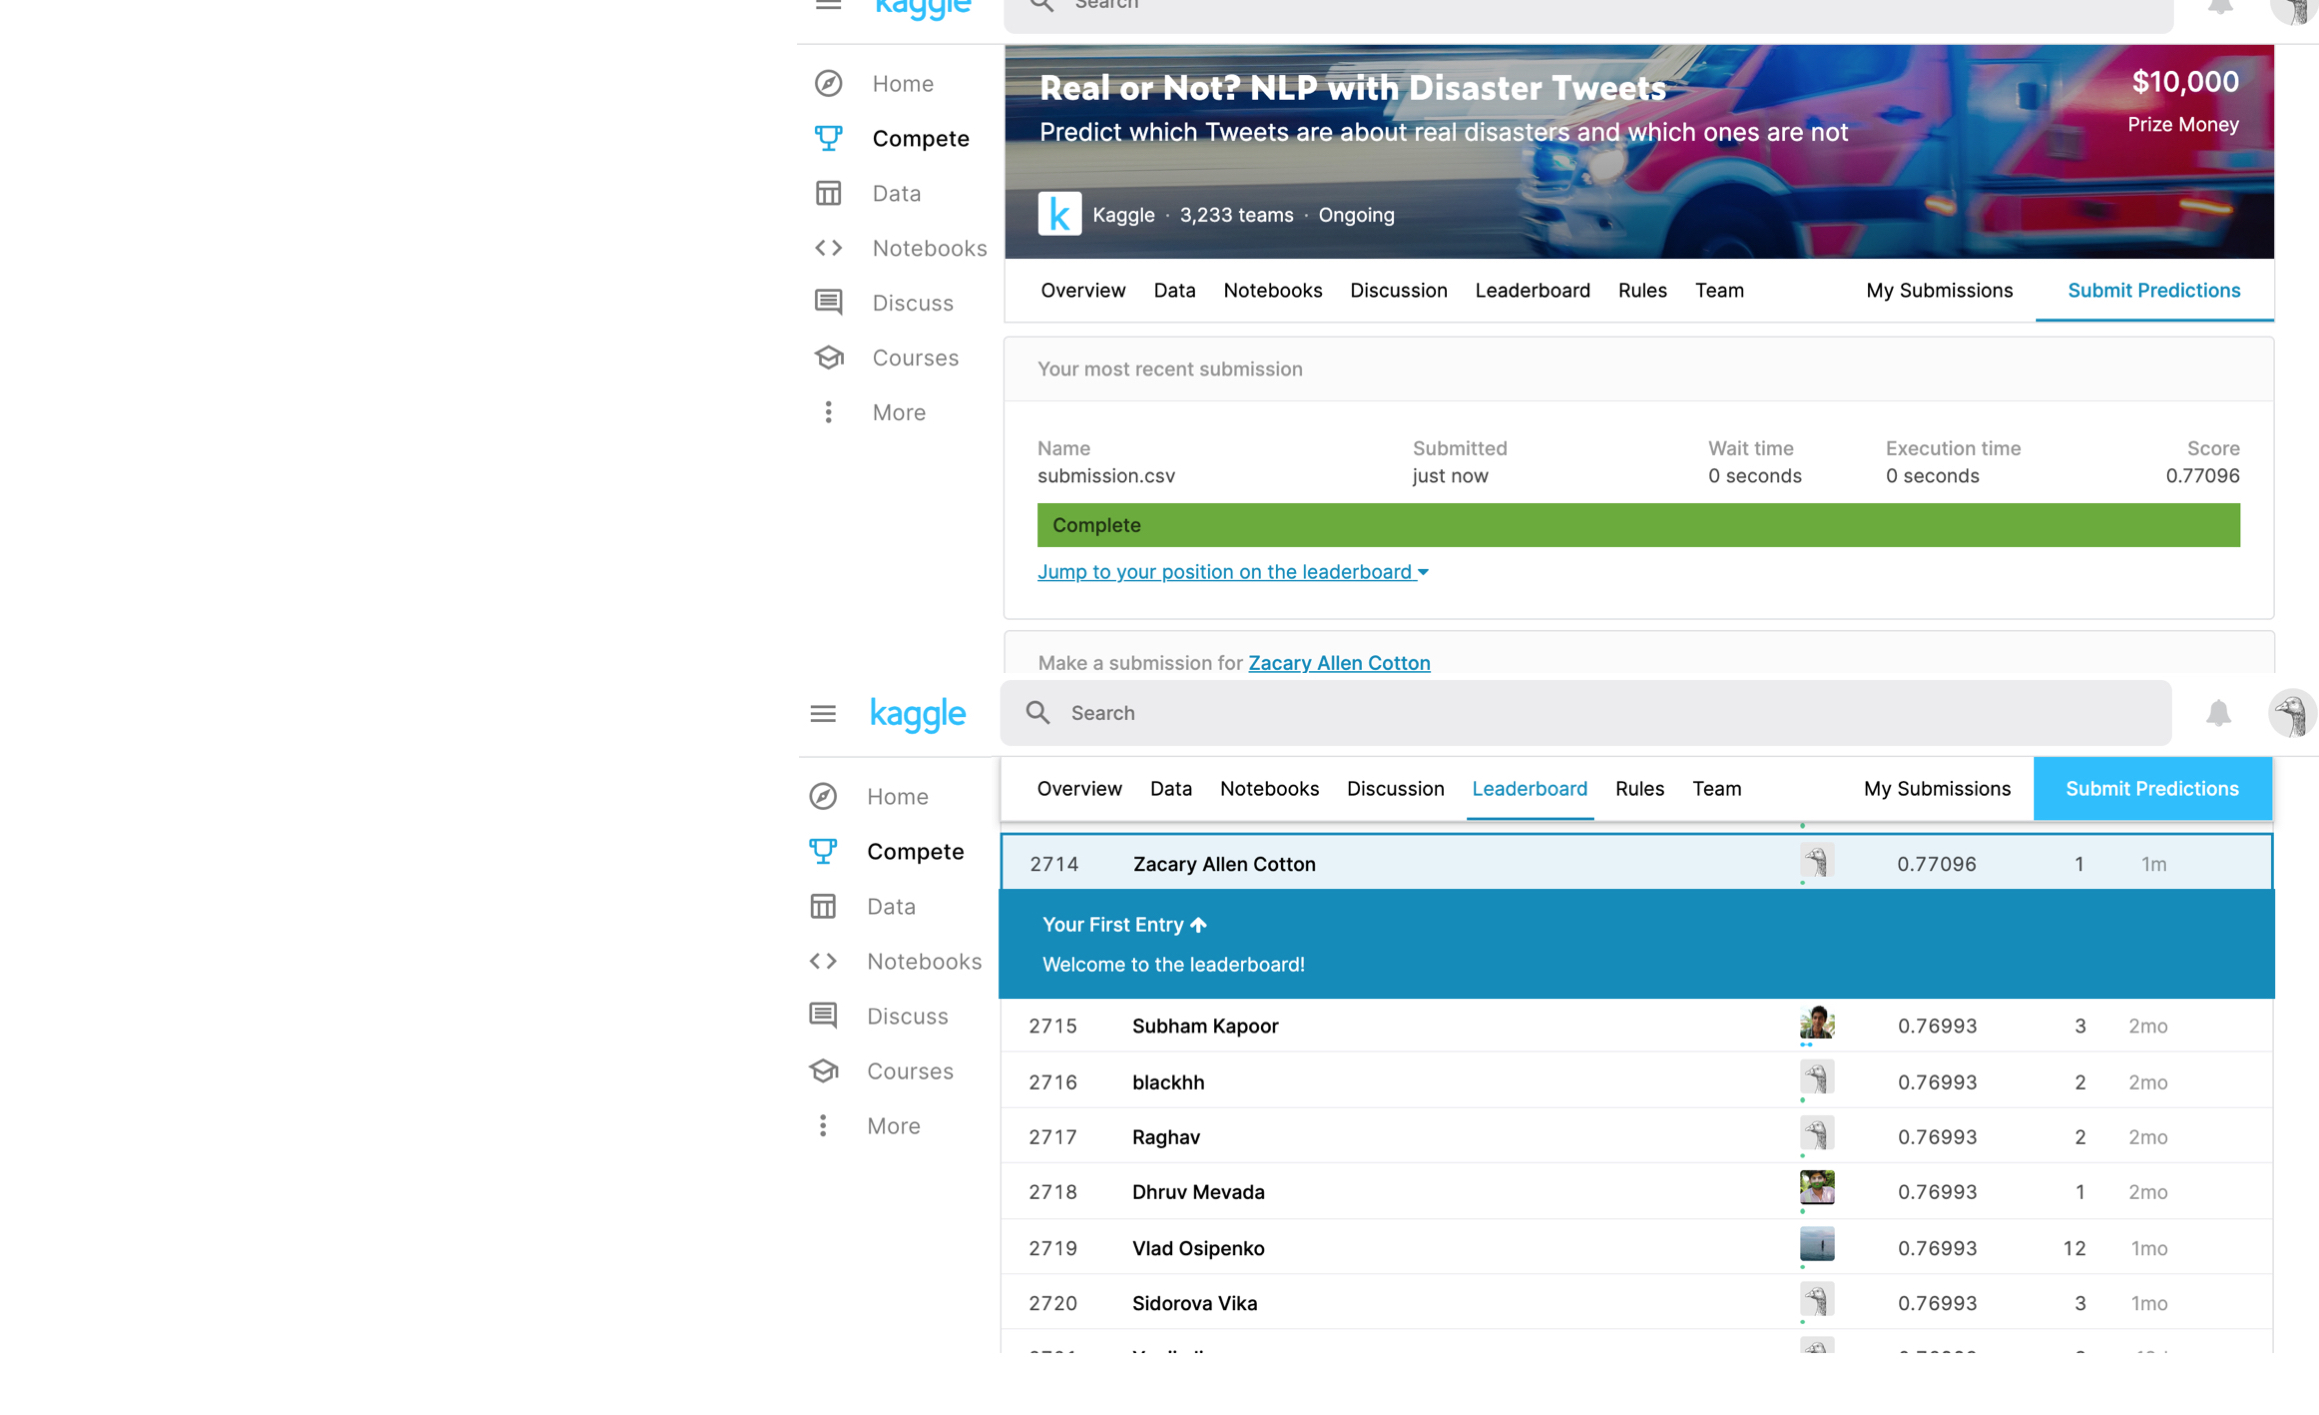 kaggle
Search
Home
Compete
Data
Notebooks
Discuss
Courses
More
Real or Not? NLP with Disaster Tweets
Predict which Tweets are about real disasters and which ones are not
$10,000
Prize Money
k
Kaggle · 3,233 teams · Ongoing
Overview Data Notebooks Discussion Leaderboard Rules Team My Submissions Submit Predictions
Your most recent submission
Name Submitted Wait time Execution time Score
submission.csv just now 0 seconds 0 seconds 0.77096
Complete
Jump to your position on the leaderboard
Make a submission for Zacary Allen Cotton
kaggle
Search
Home
Compete
Data
Notebooks
Discuss
Courses
More
Overview Data Notebooks Discussion Leaderboard Rules Team My Submissions Submit Predictions
2714 Zacary Allen Cotton 0.77096 1 1m
Your First Entry
Welcome to the leaderboard!
2715 Subham Kapoor 0.76993 3 2mo
2716 blackhh 0.76993 2 2mo
2717 Raghav 0.76993 2 2mo
2718 Dhruv Mevada 0.76993 1 2mo
2719 Vlad Osipenko 0.76993 12 1mo
2720 Sidorova Vika 0.76993 3 1mo